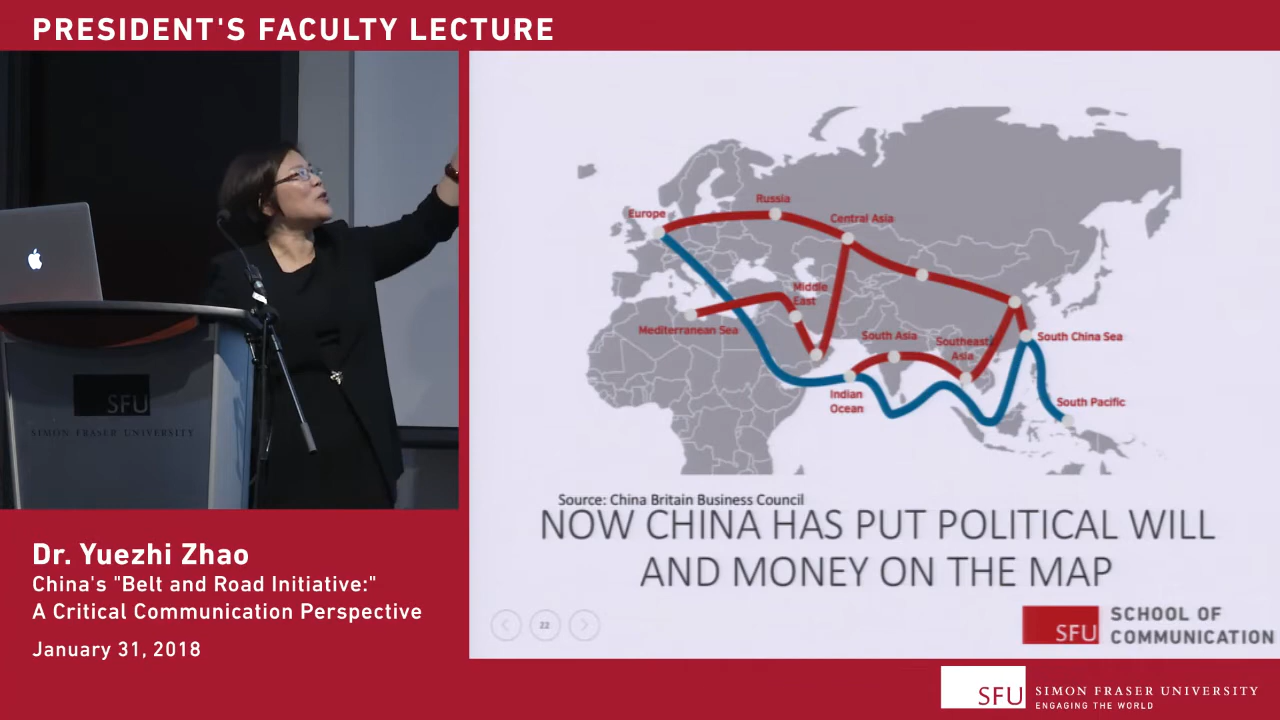 PRESIDENT'S FACULTY LECTURE
SFU
SIMON FRASER UNIVERSITY
Dr. Yuezhi Zhao
China's "Belt and Road Initiative:"
A Critical Communication Perspective
January 31, 2018
Russia
Europe
Central Asia
Middle
East
Mediterranean Sea
South Asia
Southeast
Asia
South China Sea
Indian
Ocean
South Pacific
Source: China Britain Business Council
NOW CHINA HAS PUT POLITICAL WILL
AND MONEY ON THE MAP
22
SFU
SCHOOL OF
COMMUNICATION
SFU
SIMON FRASER UNIVERSITY
ENGAGING THE WORLD